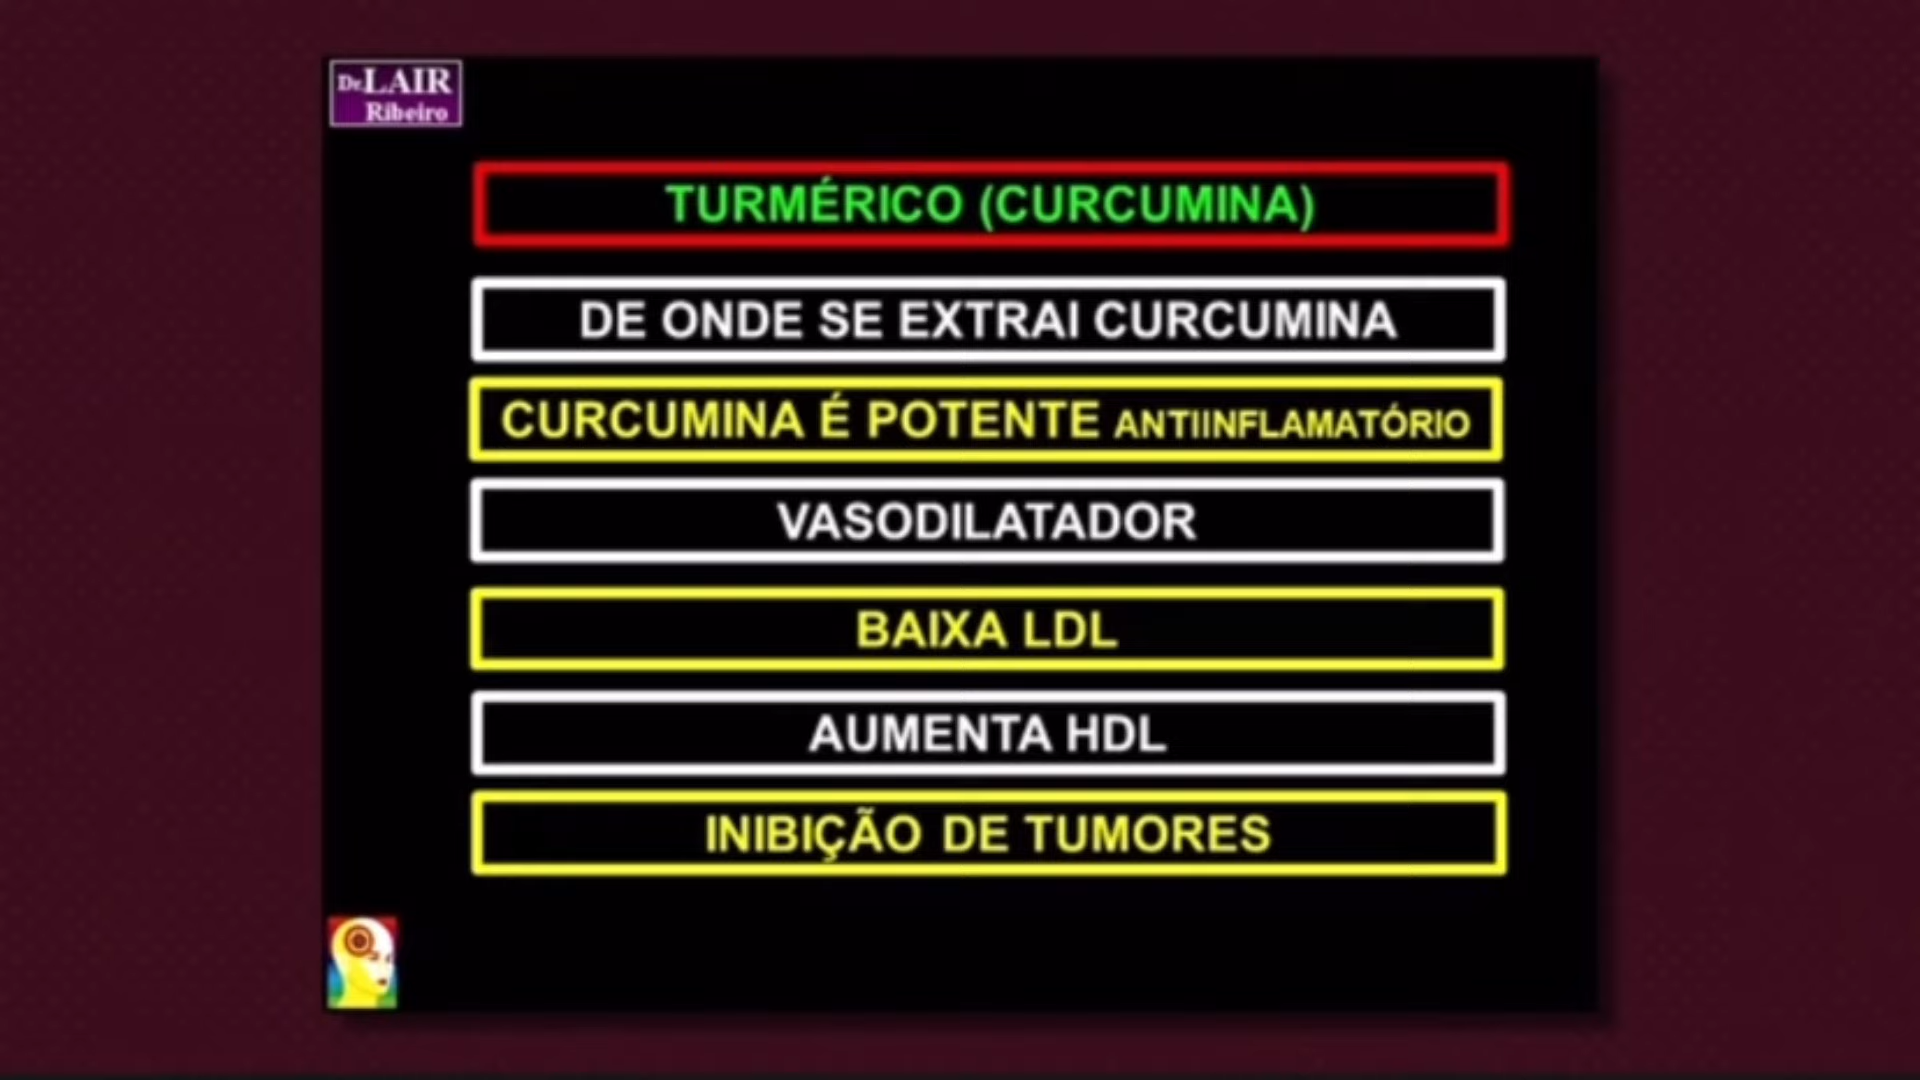 Dr. LAIR
Ribeiro
TURMÉRICO (CURCUMINA)
DE ONDE SE EXTRAI CURCUMINA
CURCUMINA É POTENTE ANTIINFLAMATÓRIO
VASODILATADOR
BAIXA LDL
AUMENTA HDL
INIBIÇÃO DE TUMORES